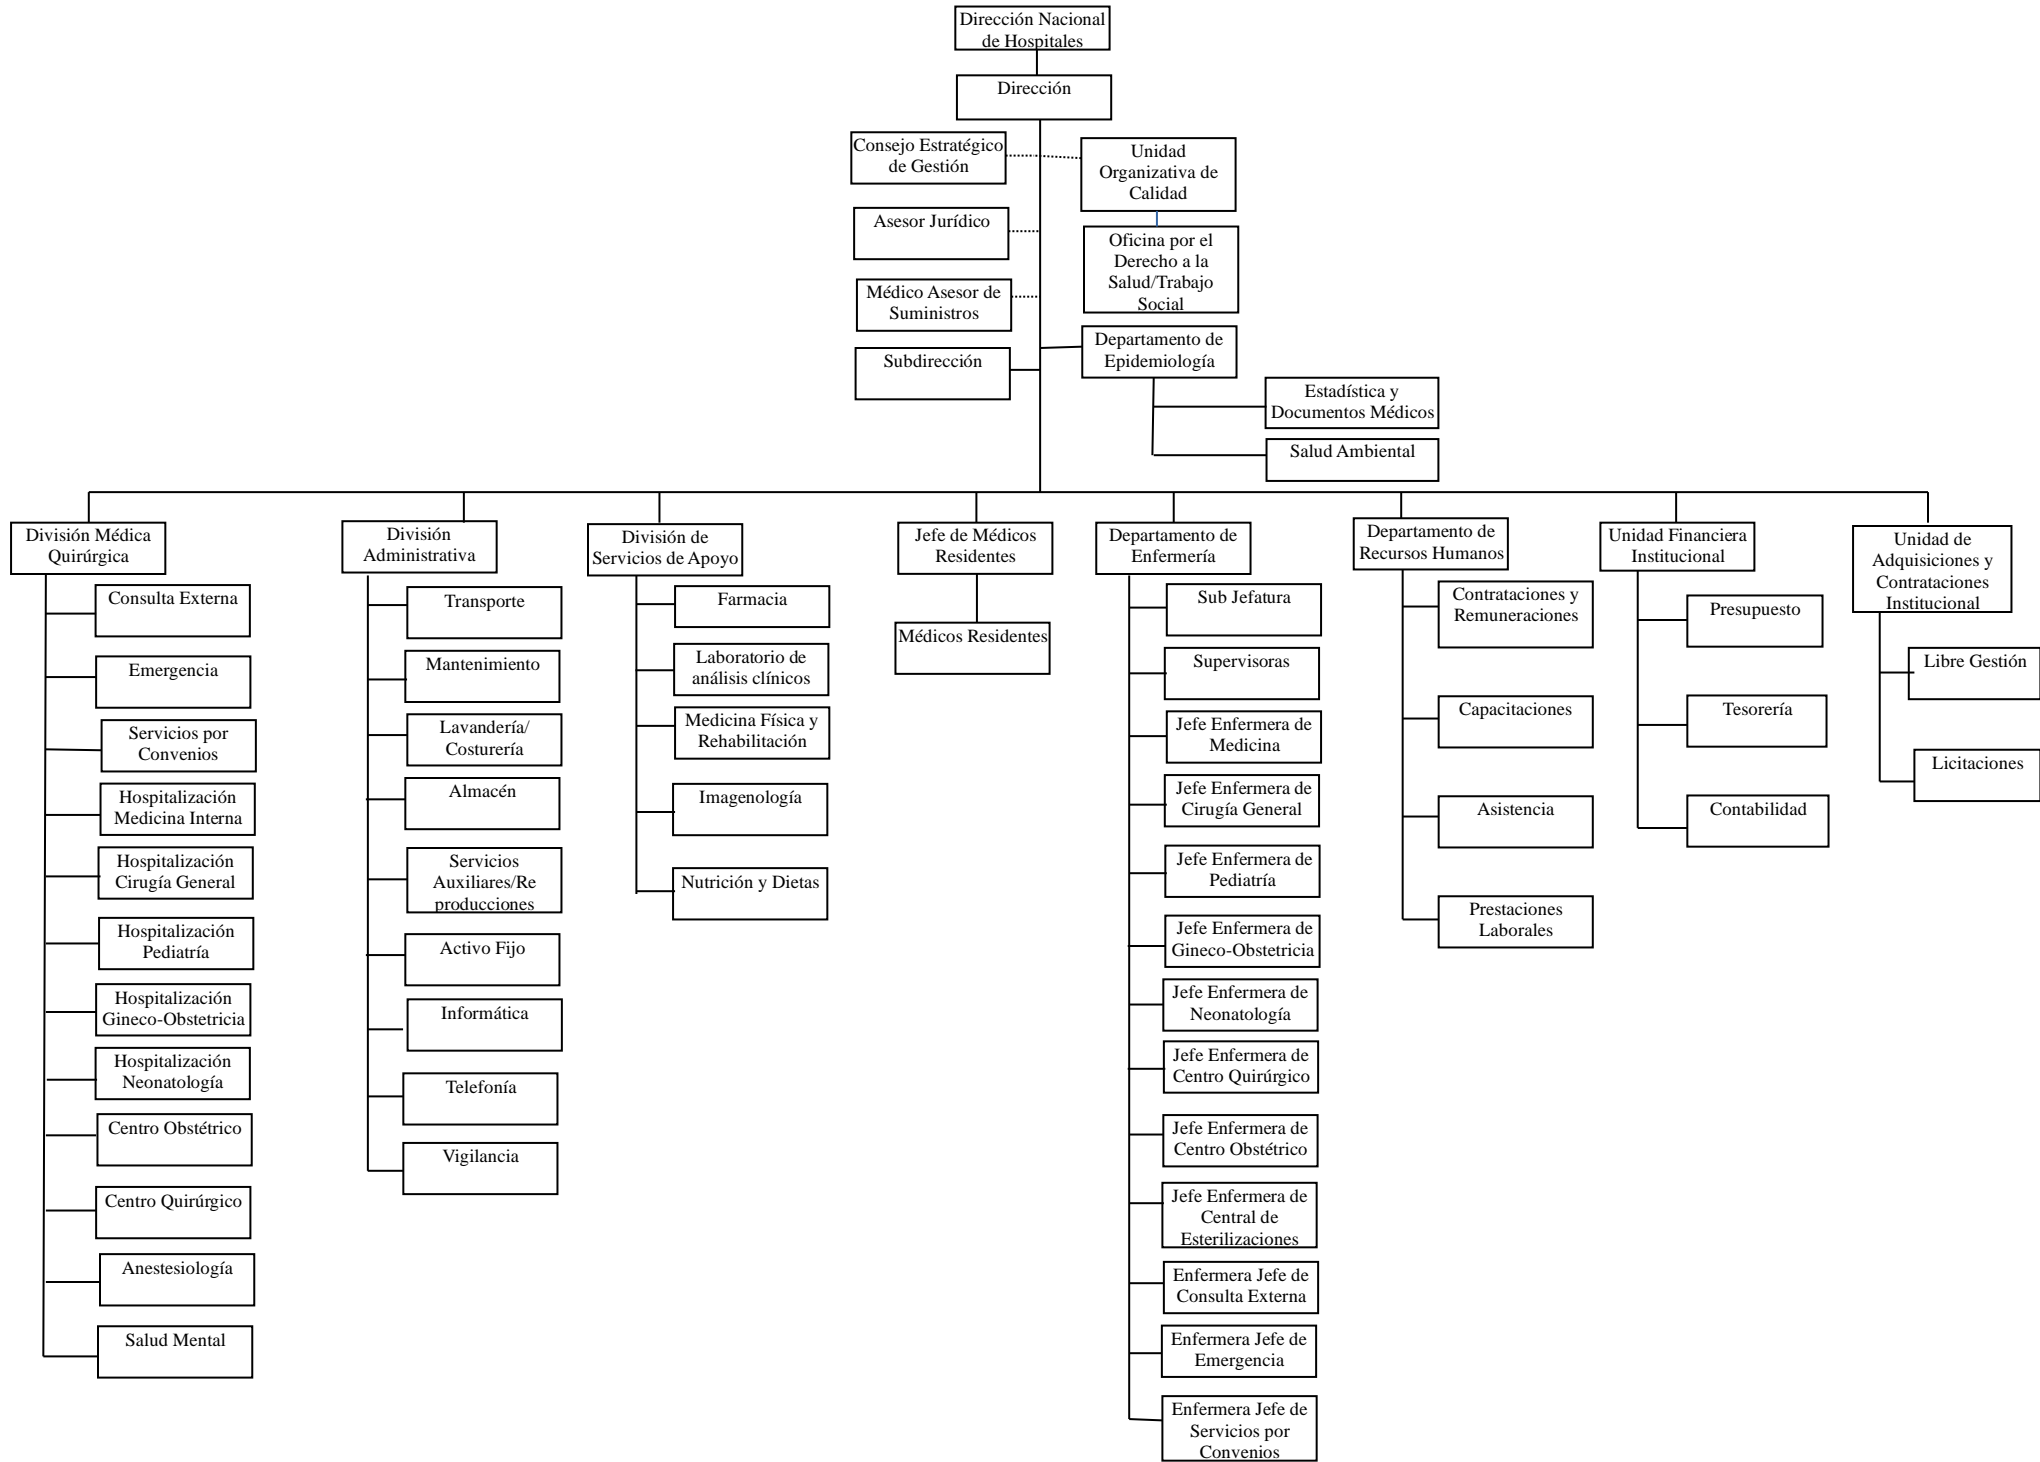 Dirección Nacional
de Hospitales
Dirección
Consejo Estratégico
de Gestión
Unidad
Organizativa de
Calidad
Asesor Jurídico
Oficina por el
Derecho a la
Salud/Trabajo
Social
Médico Asesor de
Suministros
Departamento de
Epidemiología
Subdirección
Estadística y
Documentos Médicos
Salud Ambiental
División Médica
Quirúrgica
Consulta Externa
Emergencia
Servicios por
Convenios
Hospitalización
Medicina Interna
Hospitalización
Cirugía General
Hospitalización
Pediatría
Hospitalización
Gineco-Obstetricia
Hospitalización
Neonatología
Centro Obstétrico
Centro Quirúrgico
Anestesiología
Salud Mental
División
Administrativa
Transporte
Mantenimiento
Lavandería/
Costurería
Almacén
Servicios
Auxiliares/Re
producciones
Activo Fijo
Informática
Telefonía
Vigilancia
División de
Servicios de Apoyo
Farmacia
Laboratorio de
análisis clínicos
Medicina Física y
Rehabilitación
Imagenología
Nutrición y Dietas
Jefe de Médicos
Residentes
Médicos Residentes
Departamento de
Enfermería
Sub Jefatura
Supervisoras
Jefe Enfermera de
Medicina
Jefe Enfermera de
Cirugía General
Jefe Enfermera de
Pediatría
Jefe Enfermera de
Gineco-Obstetricia
Jefe Enfermera de
Neonatología
Jefe Enfermera de
Centro Quirúrgico
Jefe Enfermera de
Centro Obstétrico
Jefe Enfermera de
Central de
Esterilizaciones
Enfermera Jefe de
Consulta Externa
Enfermera Jefe de
Emergencia
Enfermera Jefe de
Servicios por
Convenios
Departamento de
Recursos Humanos
Contrataciones y
Remuneraciones
Capacitaciones
Asistencia
Prestaciones
Laborales
Unidad Financiera
Institucional
Presupuesto
Tesorería
Contabilidad
Unidad de
Adquisiciones y
Contrataciones
Institucional
Libre Gestión
Licitaciones